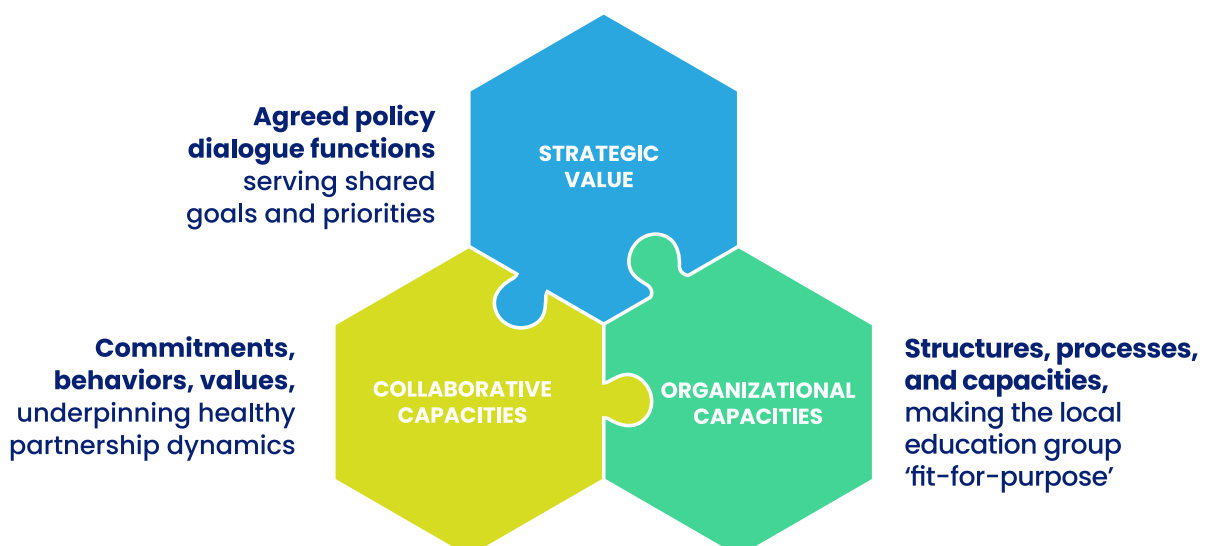 Agreed policy
dialogue functions
serving shared
goals and priorities
STRATEGIC
VALUE
Commitments,
behaviors, values,
underpinning healthy
partnership dynamics
COLLABORATIVE
CAPACITIES
ORGANIZATIONAL
CAPACITIES
Structures, processes,
and capacities,
making the local
education group
‘fit-for-purpose’